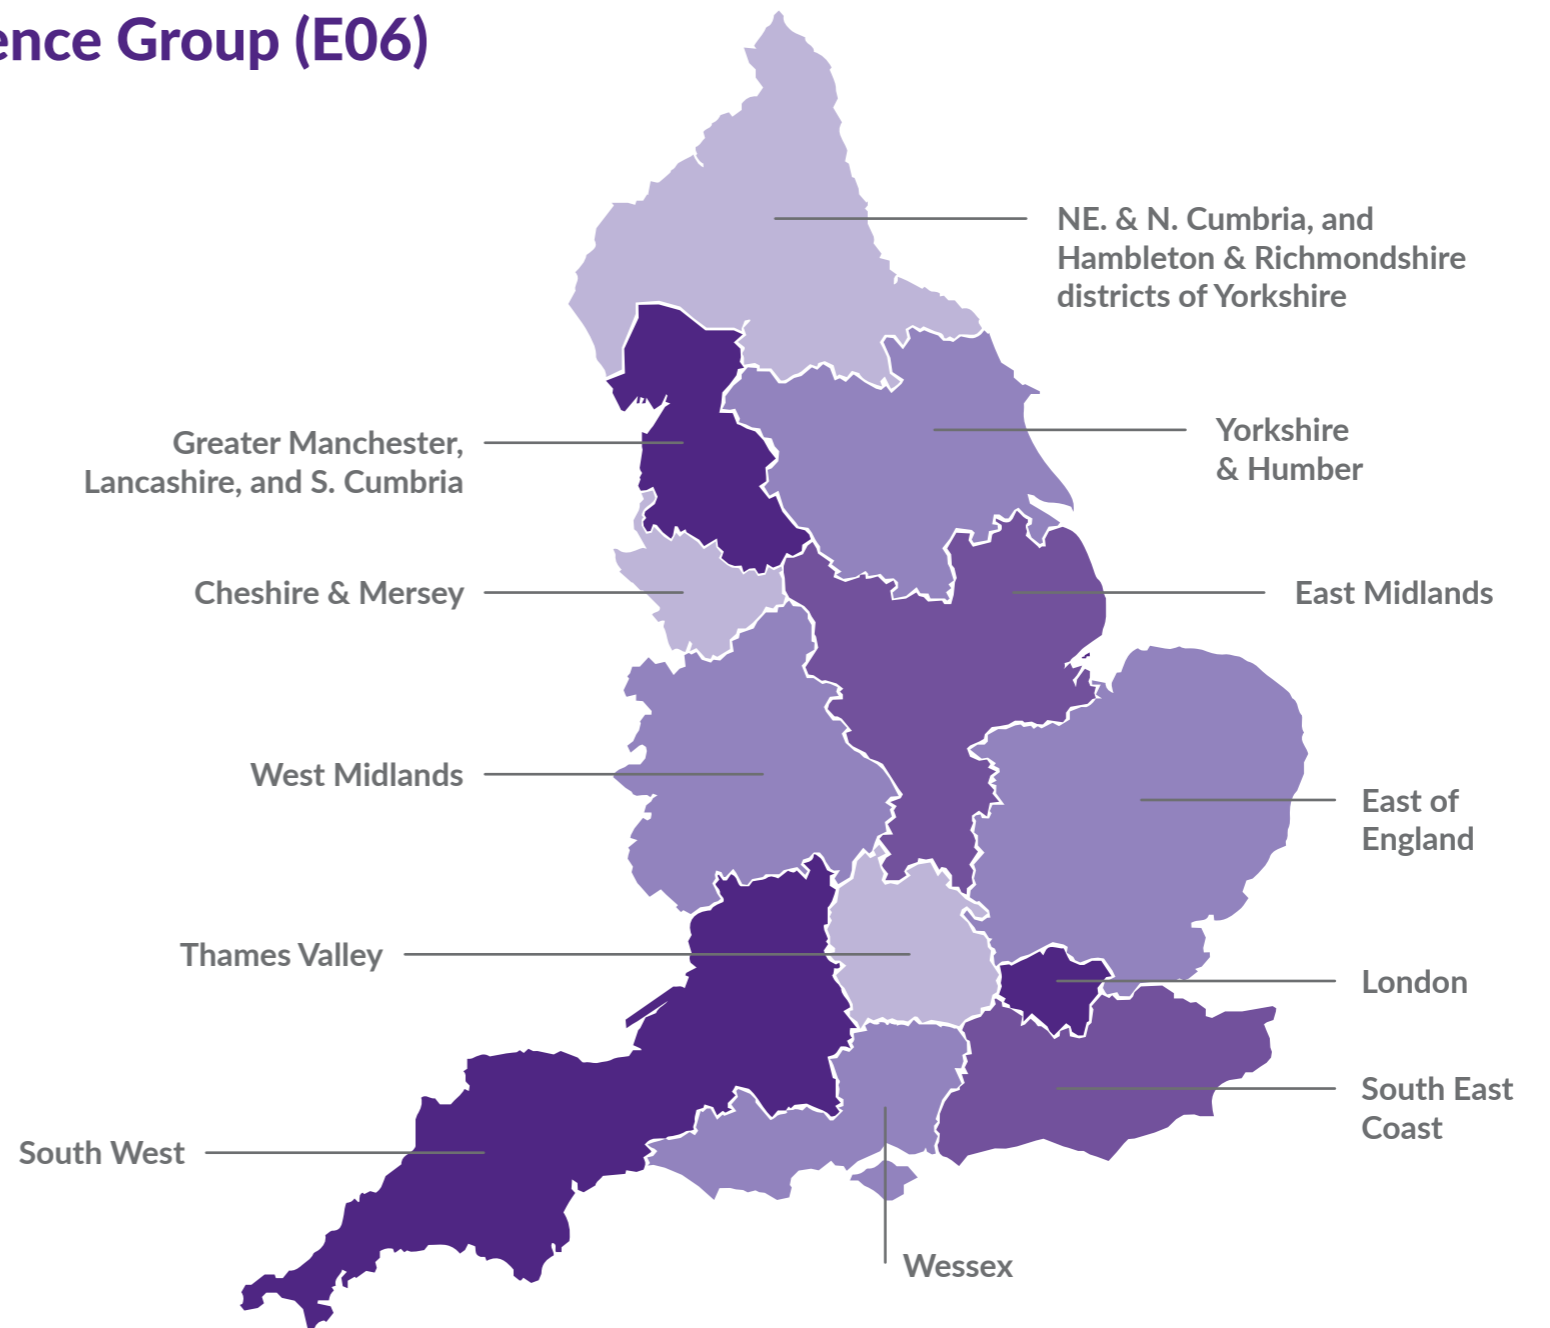 ence Group (E06)
NE. & N. Cumbria, and
Hambleton & Richmondshire
districts of Yorkshire
Greater Manchester,
Lancashire, and S. Cumbria
Yorkshire
& Humber
Cheshire & Mersey
East Midlands
West Midlands
East of
England
Thames Valley
London
South East
Coast
South West
Wessex